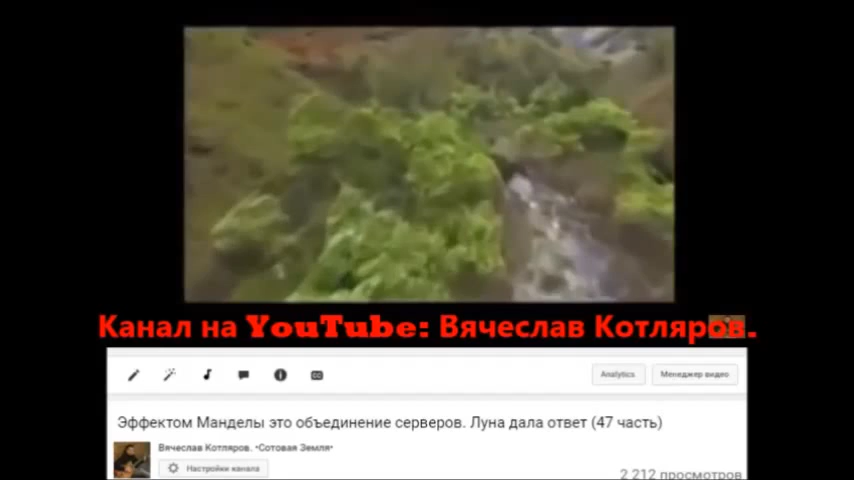 Канал на YouTube: Вячеслав Котляров.
Analytics
Менеджер видео
Эффектом Манделы это объединение серверов. Луна дала ответ (47 часть)
Вячеслав Котляров. •Сотовая Земля•
Настройки канала
2 212 просмотров